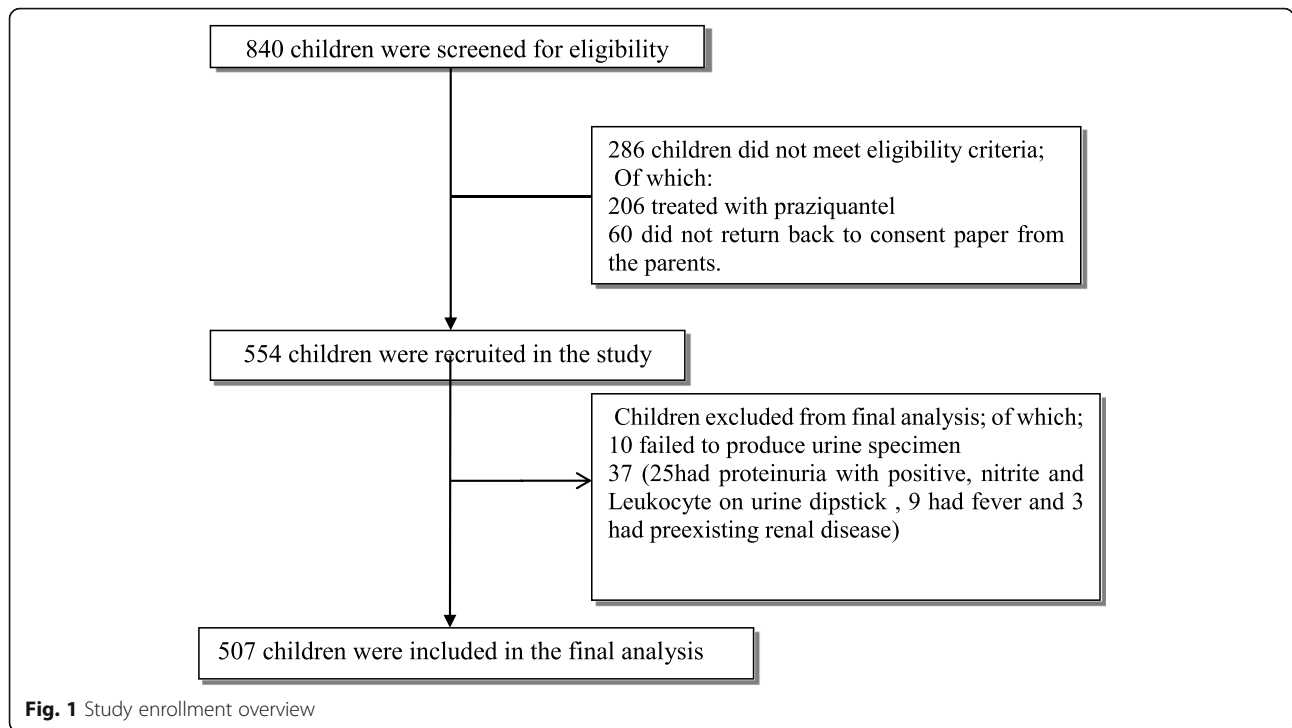 840 children were screened for eligibility
286 children did not meet eligibility criteria;
Of which:
206 treated with praziquantel
60 did not return back to consent paper from
the parents.
554 children were recruited in the study
Children excluded from final analysis; of which;
10 failed to produce urine specimen
37 (25had proteinuria with positive, nitrite and
Leukocyte on urine dipstick , 9 had fever and 3
had preexisting renal disease)
507 children were included in the final analysis
Fig. 1 Study enrollment overview